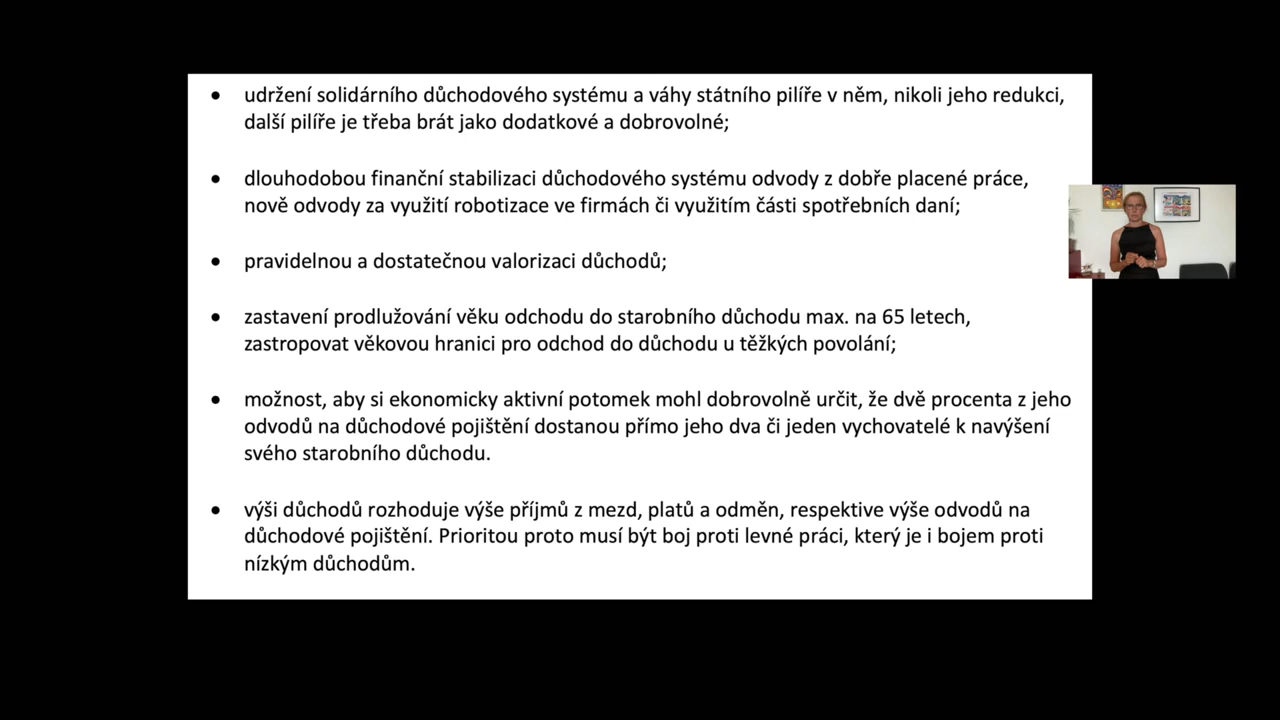 • udržení solidárního důchodového systému a váhy státního pilíře v něm, nikoli jeho redukci,
další pilíře je třeba brát jako dodatkové a dobrovolné;
• dlouhodobou finanční stabilizaci důchodového systému odvody z dobře placené práce,
nově odvody za využití robotizace ve firmách či využitím části spotřebních daní;
• pravidelnou a dostatečnou valorizaci důchodů;
• zastavení prodlužování věku odchodu do starobního důchodu max. na 65 letech,
zastropovat věkovou hranici pro odchod do důchodu u těžkých povolání;
• možnost, aby si ekonomicky aktivní potomek mohl dobrovolně určit, že dvě procenta z jeho
odvodů na důchodové pojištění dostanou přímo jeho dva či jeden vychovatelé k navýšení
svého starobního důchodu.
• výši důchodů rozhoduje výše příjmů z mezd, platů a odměn, respektive výše odvodů na
důchodové pojištění. Prioritou proto musí být boj proti levné práci, který je i bojem proti
nízkým důchodům.